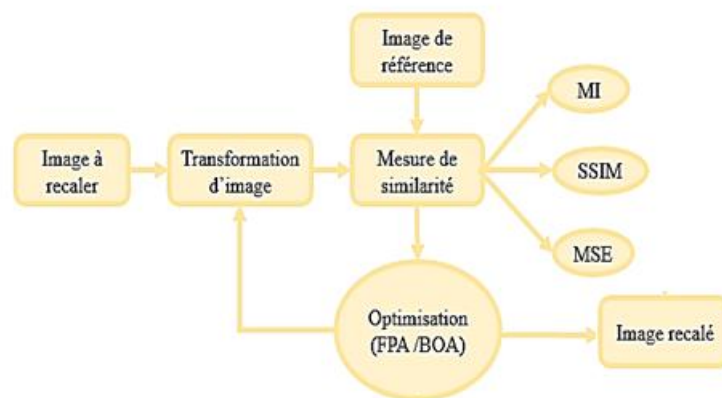 Image de
référence
MI
Image à
recaler
Transformation
d'image
Mesure de
similarité
SSIM
MSE
Optimisation
(FPA /BOA)
Image recalé